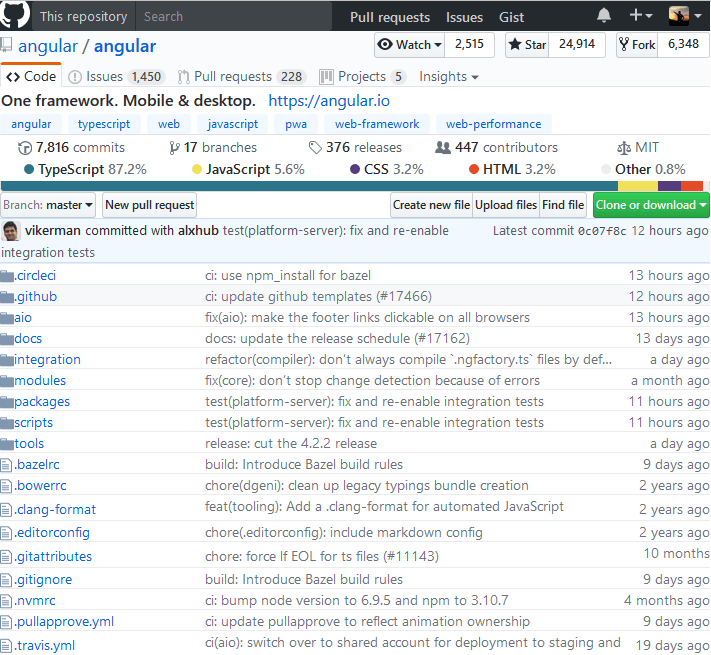 This repository Search Pull requests Issues Gist
angular / angular Watch 2,515 Star 24,914 Fork 6,348
Code Issues 1,450 Pull requests 228 Projects 5 Insights
One framework. Mobile & desktop. https://angular.io
angular typescript web javascript pwa web-framework web-performance
7,816 commits 17 branches 376 releases 447 contributors MIT
TypeScript 87.2% JavaScript 5.6% CSS 3.2% HTML 3.2% Other 0.8%
Branch: master New pull request Create new file Upload files Find file Clone or download
vikerman committed with alxhub test(platform-server): fix and re-enable Latest commit 0c07f8c 12 hours ago
integration tests
.circleci ci: use npm_install for bazel 13 hours ago
.github ci: update github templates (#17466) 12 hours ago
aio fix(aio): make the footer links clickable on all browsers 13 hours ago
docs docs: update the release schedule (#17162) 13 days ago
integration refactor(compiler): don't always compile `.ngfactory.ts` files by def... a day ago
modules fix(core): don't stop change detection because of errors a month ago
packages test(platform-server): fix and re-enable integration tests 11 hours ago
scripts test(platform-server): fix and re-enable integration tests 11 hours ago
tools release: cut the 4.2.2 release a day ago
.bazelrc build: Introduce Bazel build rules 9 days ago
.bowerrc chore(dgeni): clean up legacy typings bundle creation 2 years ago
.clang-format feat(tooling): Add a .clang-format for automated JavaScript 2 years ago
.editorconfig chore(.editorconfig): include markdown config 2 years ago
.gitattributes chore: force lf EOL for ts files (#11143) 10 months
.gitignore build: Introduce Bazel build rules 9 days ago
.nvmrc ci: bump node version to 6.9.5 and npm to 3.10.7 4 months ago
.pullapprove.yml ci: update pullapprove to reflect animation ownership 9 days ago
.travis.yml ci(aio): switch over to shared account for deployment to staging and 19 days ago